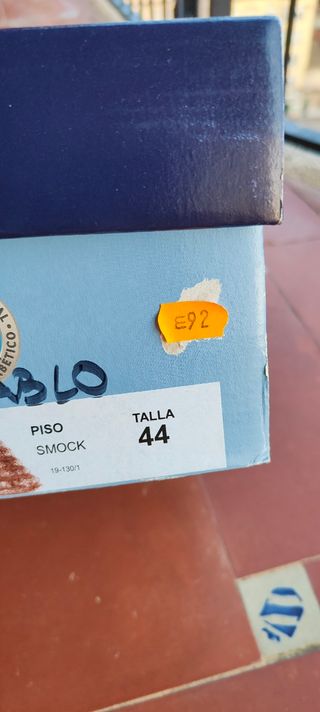 E92
BLO
PISO
SMOCK
19-130/1
TALLA
44